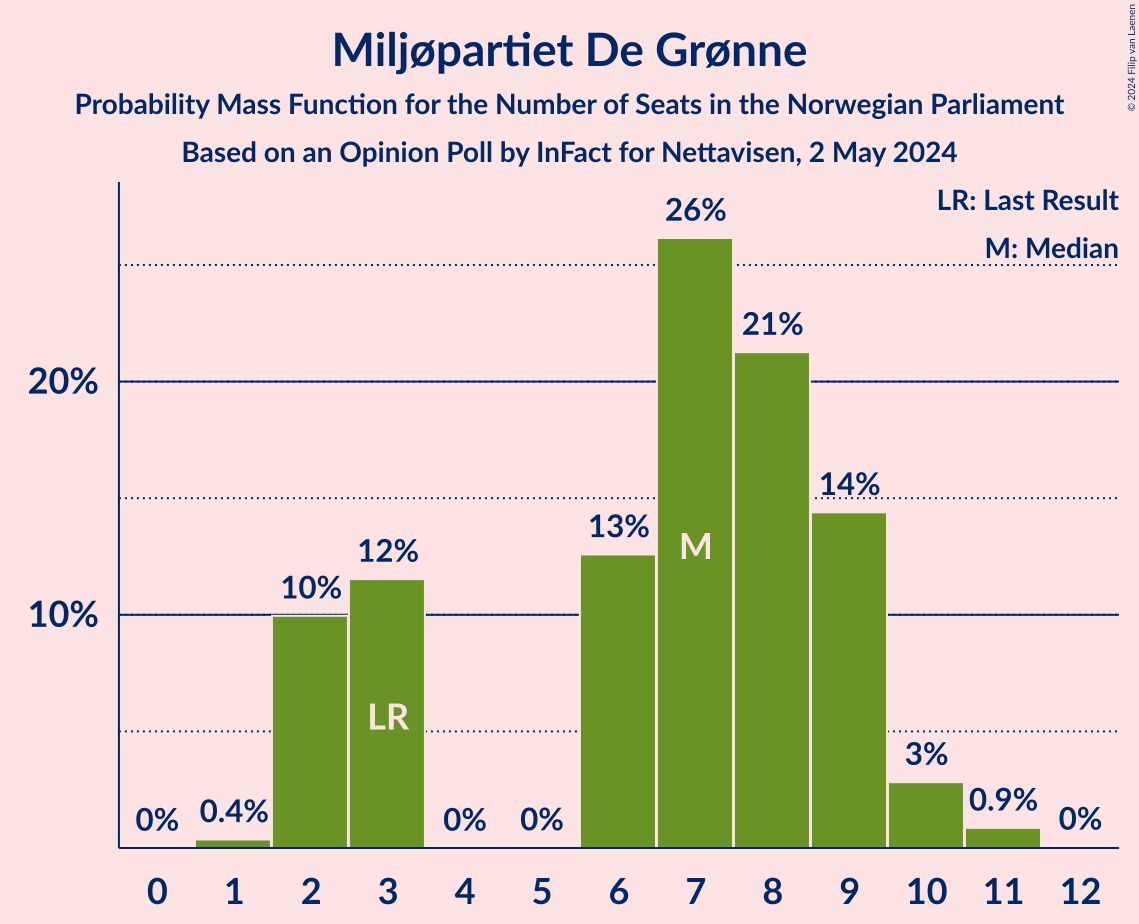 Miljøpartiet De Grønne
Probability Mass Function for the Number of Seats in the Norwegian Parliament
Based on an Opinion Poll by InFact for Nettavisen, 2 May 2024
© 2024 Filip van Laenen
LR: Last Result
M: Median
20%
10%
0%
0.4%
10%
12%
0%
0%
13%
26%
21%
14%
3%
0.9%
0%
LR
M
0 1 2 3 4 5 6 7 8 9 10 11 12